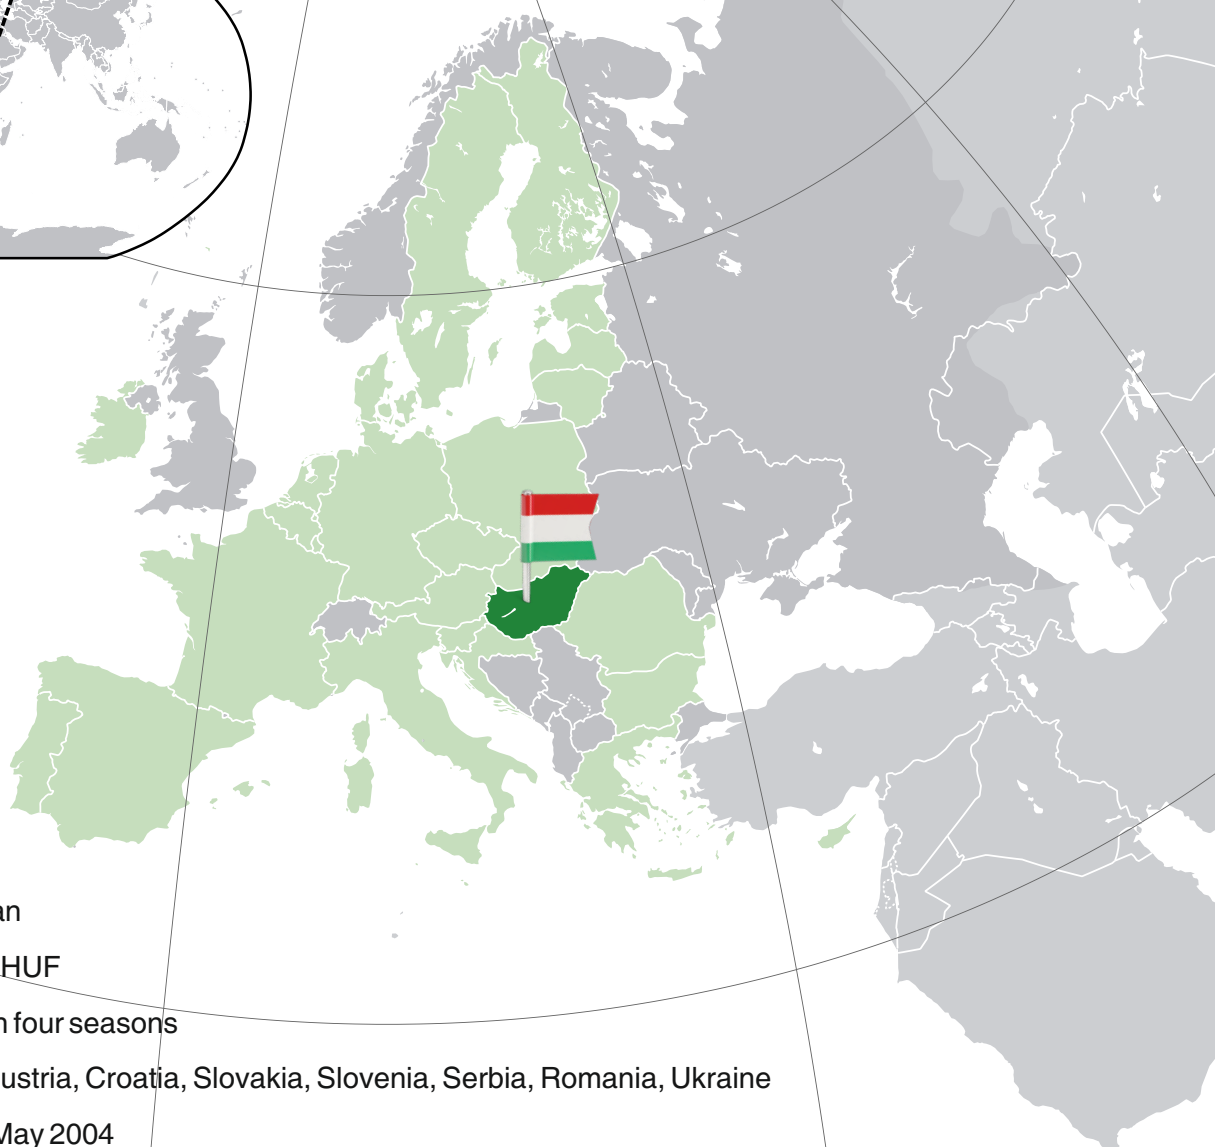 an
HUF
n four seasons
ustria, Croatia, Slovakia, Slovenia, Serbia, Romania, Ukraine
May 2004